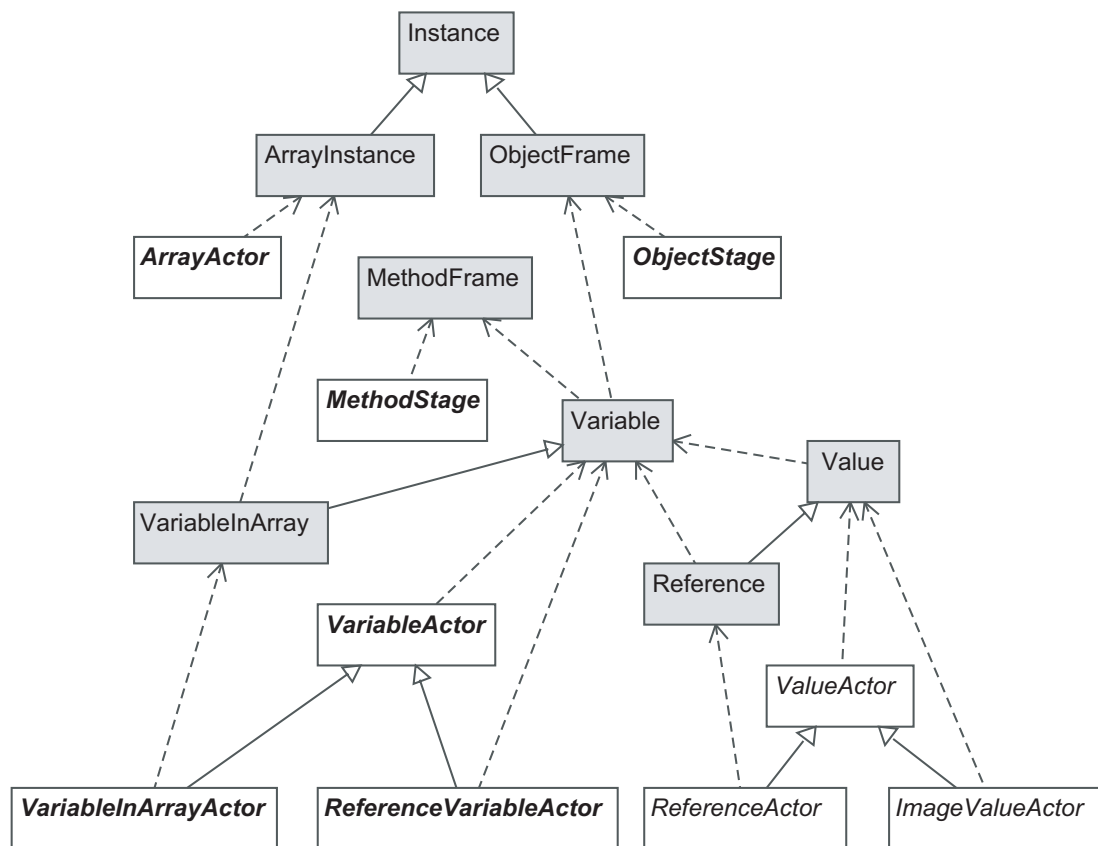 Instance
ArrayInstance
ObjectFrame
ArrayActor
ObjectStage
MethodFrame
MethodStage
Variable
Value
VariableInArray
Reference
VariableActor
ValueActor
VariableInArrayActor
ReferenceVariableActor
ReferenceActor
ImageValueActor